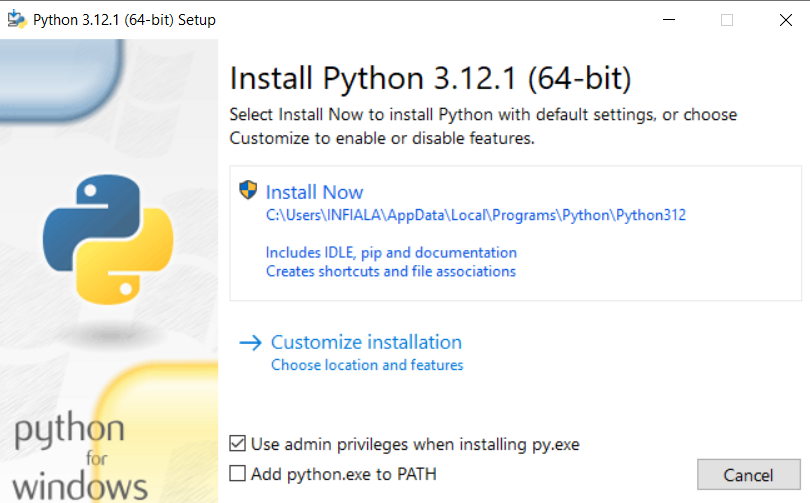 Python 3.12.1 (64-bit) Setup
Install Python 3.12.1 (64-bit)
Select Install Now to install Python with default settings, or choose
Customize to enable or disable features.
Install Now
C:\Users\INFIALA\AppData\Local\Programs\Python\Python312
Includes IDLE, pip and documentation
Creates shortcuts and file associations
Customize installation
Choose location and features
python
for
windows
Use admin privileges when installing py.exe
Add python.exe to PATH
Cancel